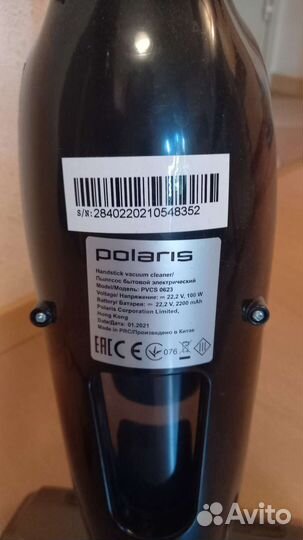 S/N:2840220210548352
polaris
Handstick vacuum cleaner/
Пылесос бытовой электрический
Model/Модель: PVCS 0623
Voltage/ Напряжение: ⎓ 22,2 V, 100 W
Battery/ Батарея: ⎓ 22,2 V, 2200 mAh
Polaris Corporation Limited,
Hong Kong
Date/Дата: 01.2021
Made in PRC/Произведено в Китае
EAC CE 076
Avito